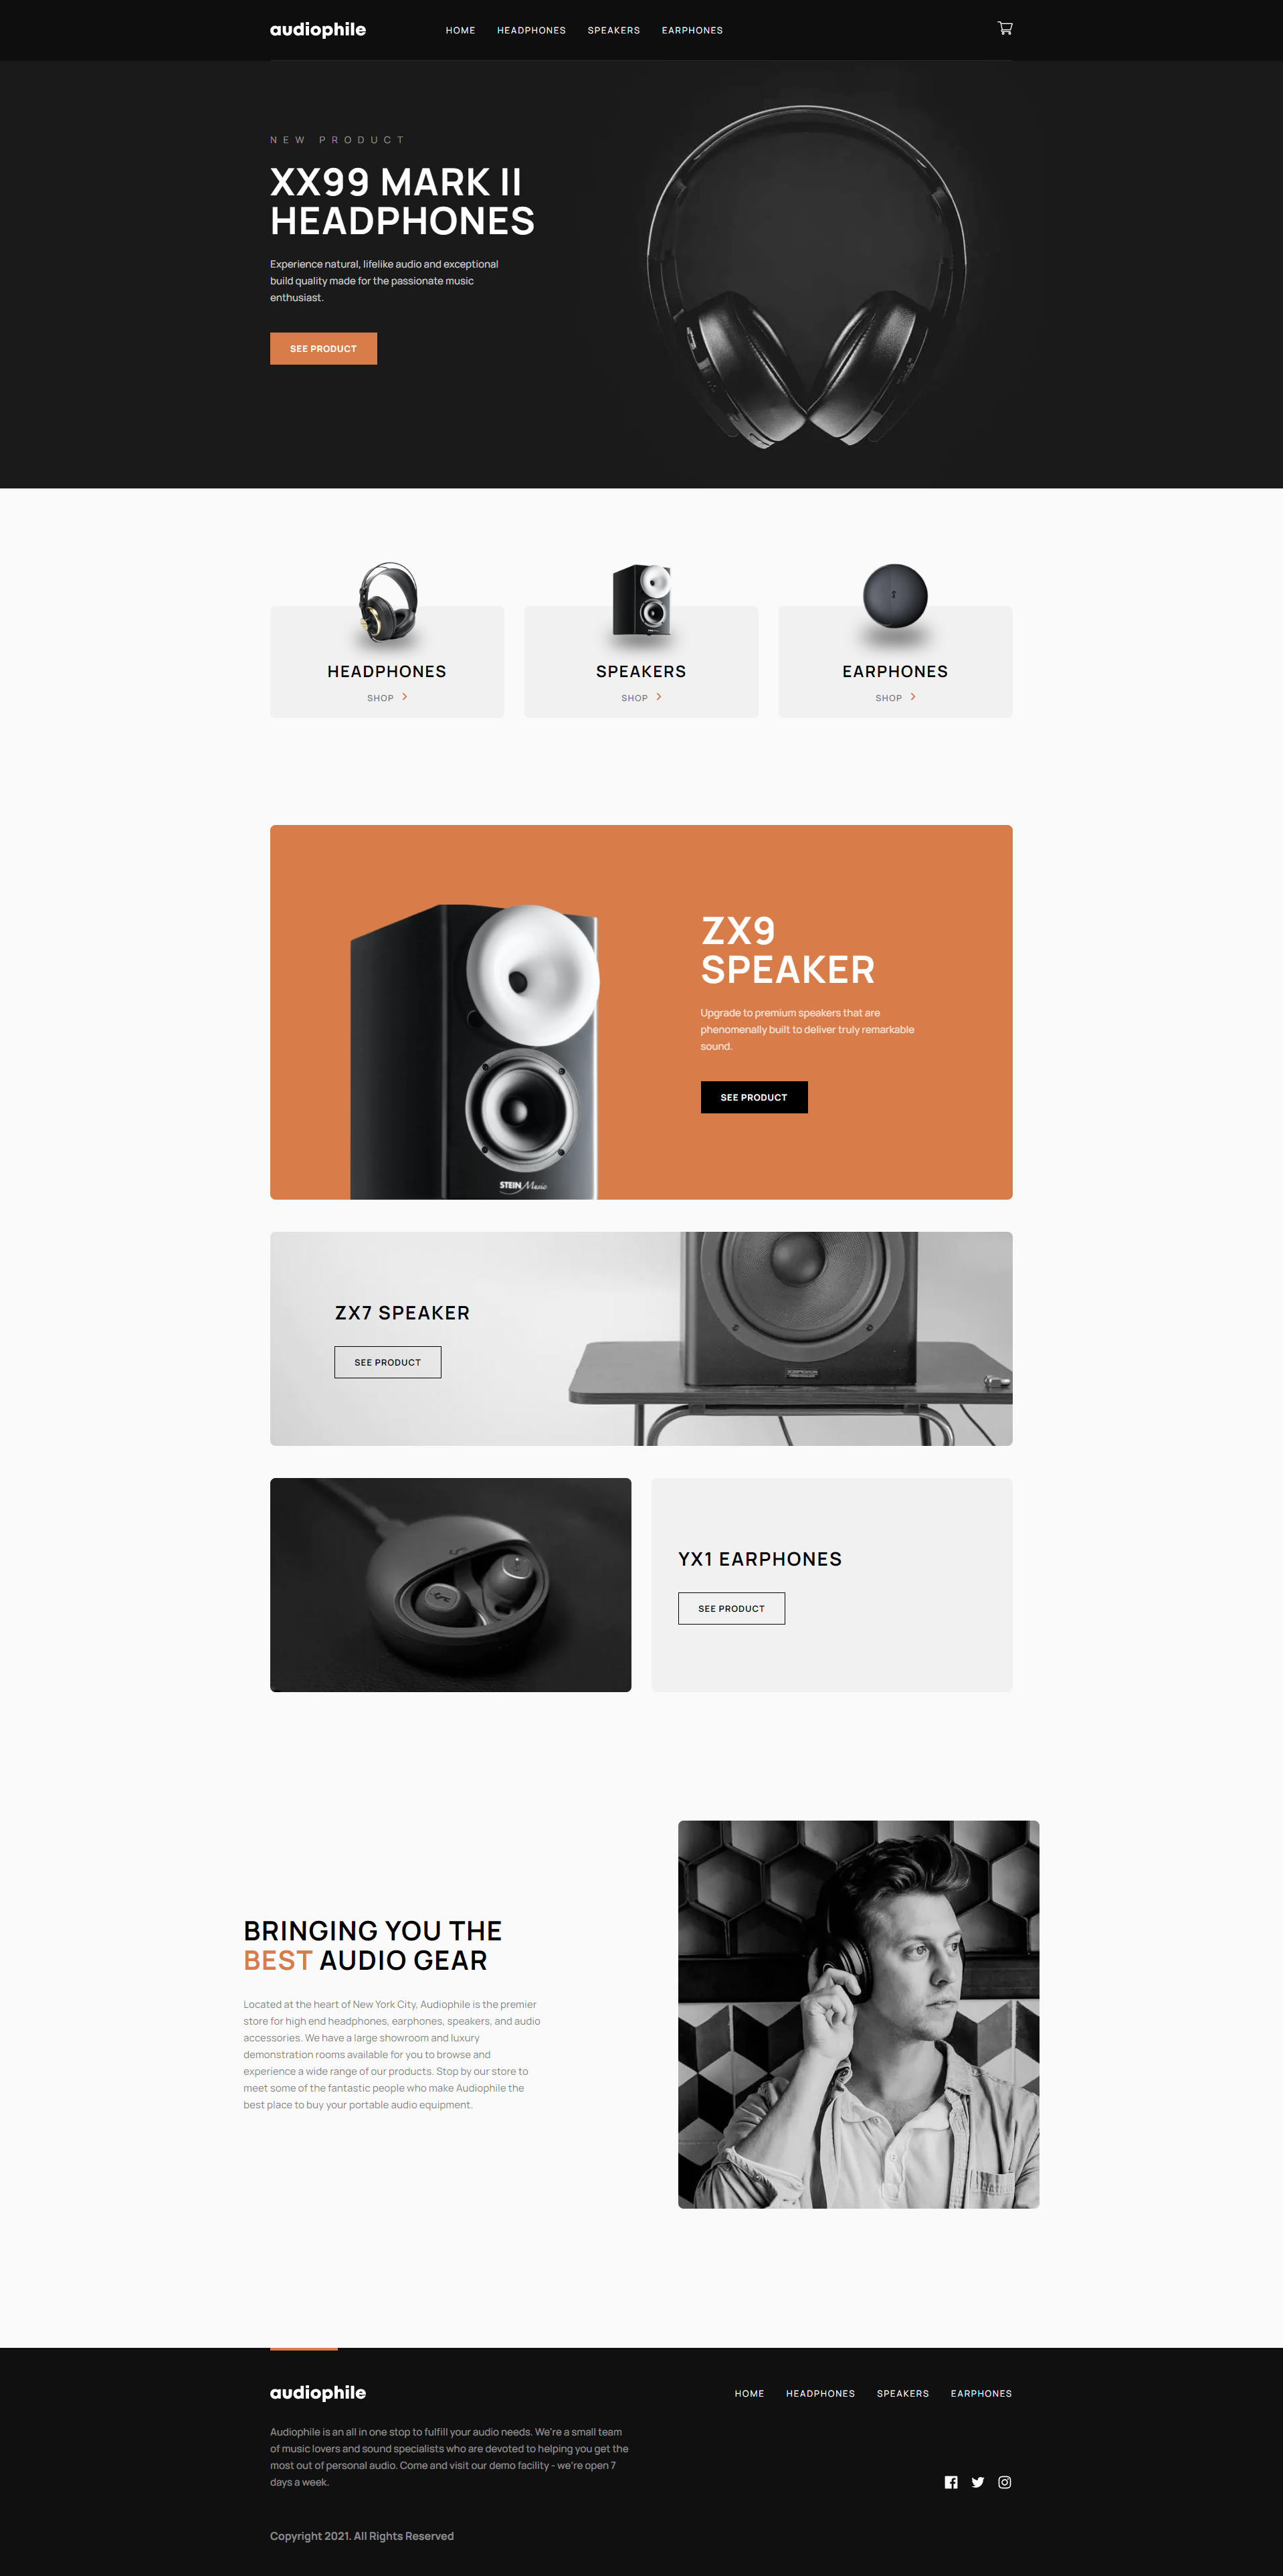 audiophile
HOME HEADPHONES SPEAKERS EARPHONES
NEW PRODUCT
XX99 MARK II
HEADPHONES
Experience natural, lifelike audio and exceptional
build quality made for the passionate music
enthusiast.
SEE PRODUCT
HEADPHONES
SHOP
SPEAKERS
SHOP
EARPHONES
SHOP
ZX9
SPEAKER
Upgrade to premium speakers that are
phenomenally built to deliver truly remarkable
sound.
SEE PRODUCT
STEIN Music
ZX7 SPEAKER
SEE PRODUCT
YX1 EARPHONES
SEE PRODUCT
BRINGING YOU THE
BEST AUDIO GEAR
Located at the heart of New York City, Audiophile is the premier
store for high end headphones, earphones, speakers, and audio
accessories. We have a large showroom and luxury
demonstration rooms available for you to browse and
experience a wide range of our products. Stop by our store to
meet some of the fantastic people who make Audiophile the
best place to buy your portable audio equipment.
audiophile
HOME HEADPHONES SPEAKERS EARPHONES
Audiophile is an all in one stop to fulfill your audio needs. We're a small team
of music lovers and sound specialists who are devoted to helping you get the
most out of personal audio. Come and visit our demo facility - we're open 7
days a week.
Copyright 2021. All Rights Reserved